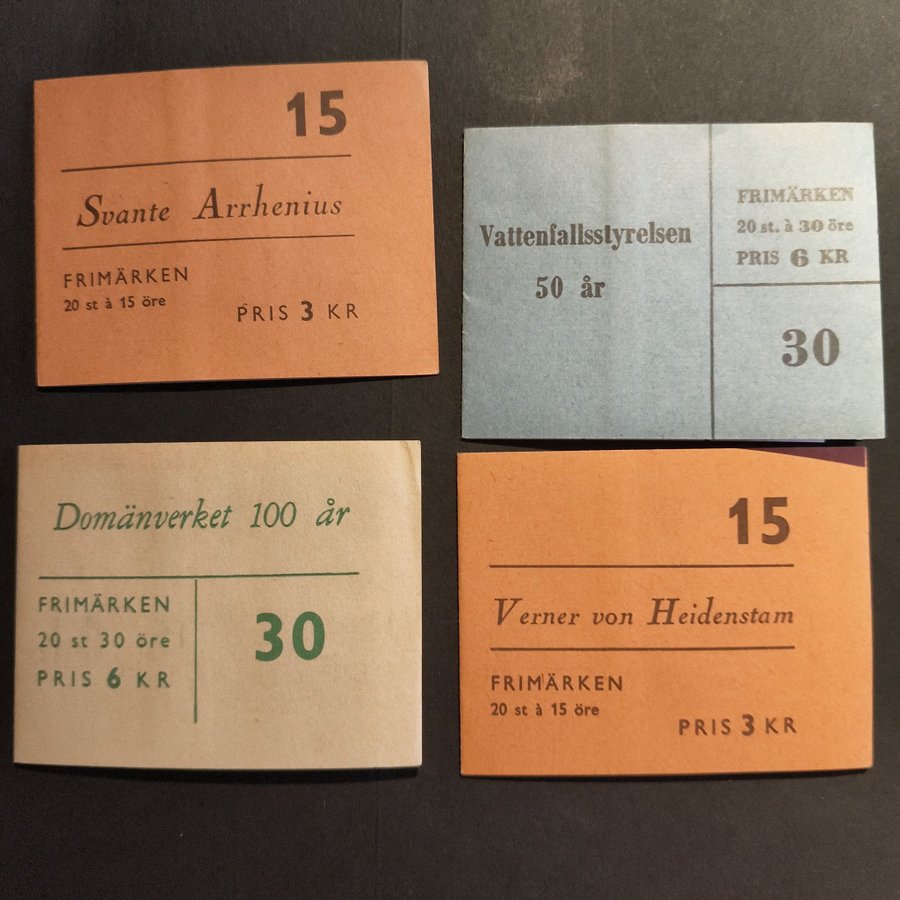 15
Svante Arrhenius
FRIMÄRKEN
20 st à 15 öre
PRIS 3 KR
Vattenfallsstyrelsen
50 år
FRIMÄRKEN
20 st. à 30 öre
PRIS 6 KR
30
Domänverket 100 år
FRIMÄRKEN
20 st 30 öre
PRIS 6 KR
30
15
Verner von Heidenstam
FRIMÄRKEN
20 st à 15 öre
PRIS 3 KR